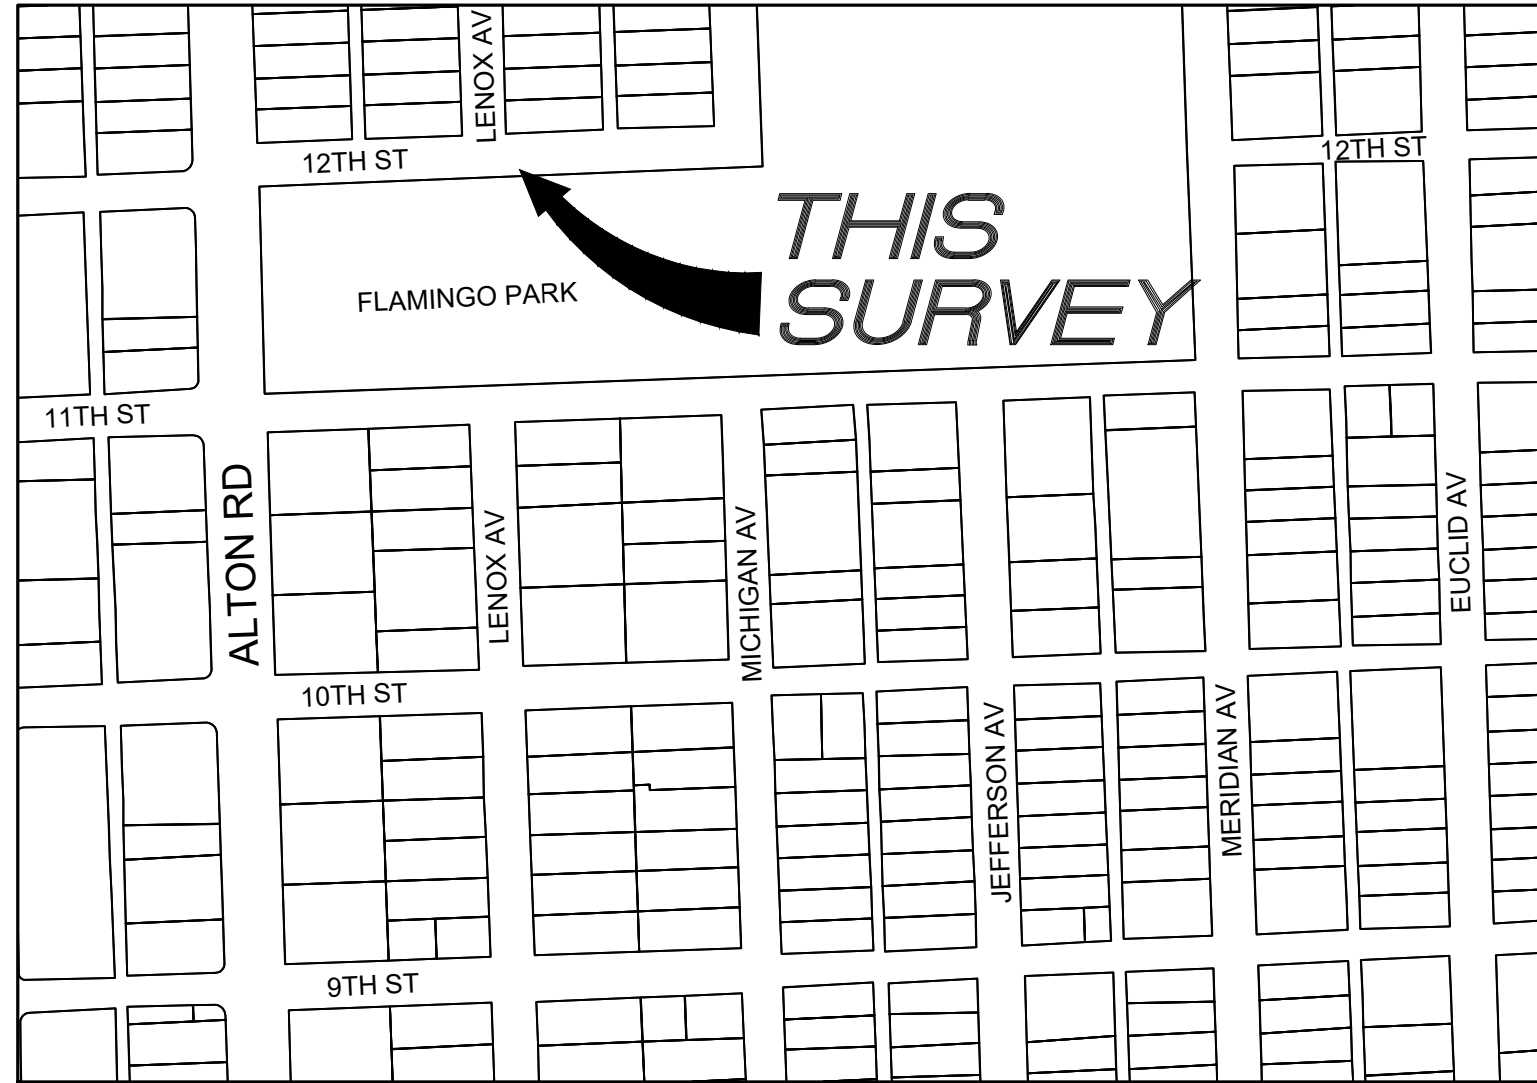 LENOX AV
12TH ST
12TH ST
THIS
SURVEY
FLAMINGO PARK
11TH ST
ALTON RD
LENOX AV
MICHIGAN AV
EUCLID AV
10TH ST
JEFFERSON AV
MERIDIAN AV
9TH ST